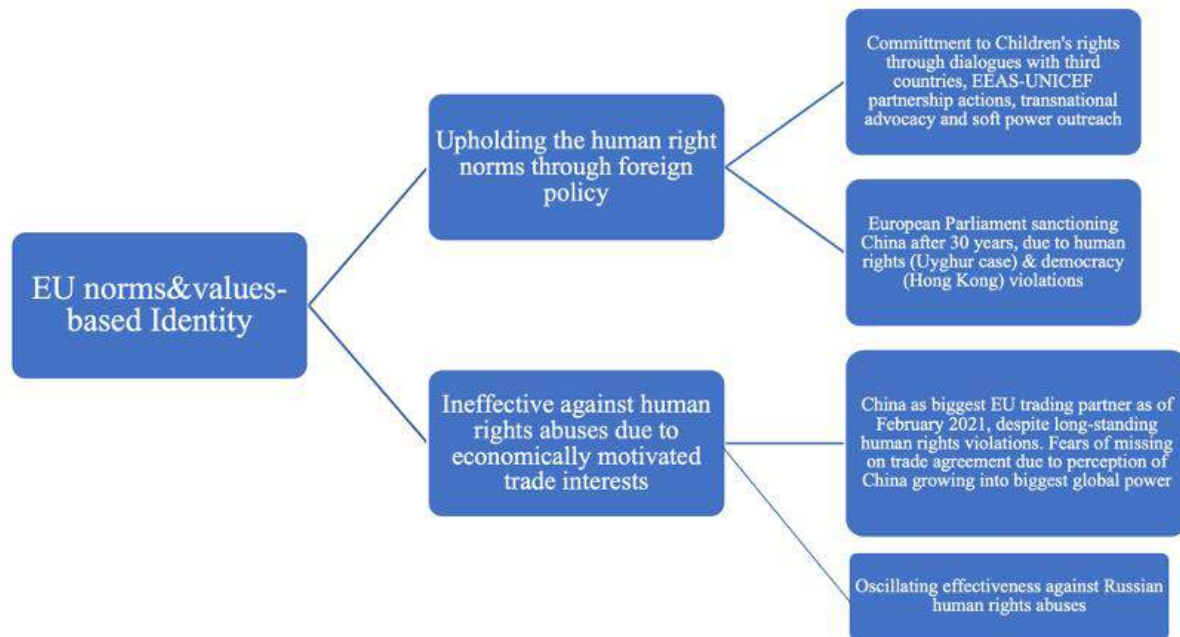 EU norms&values-
based Identity
Upholding the human right
norms through foreign
policy
Committment to Children's rights
through dialogues with third
countries, EEAS-UNICEF
partnership actions, transnational
advocacy and soft power outreach
European Parliament sanctioning
China after 30 years, due to human
rights (Uyghur case) & democracy
(Hong Kong) violations
Ineffective against human
rights abuses due to
economically motivated
trade interests
China as biggest EU trading partner as of
February 2021, despite long-standing
human rights violations. Fears of missing
on trade agreement due to perception of
China growing into biggest global power
Oscillating effectiveness against Russian
human rights abuses